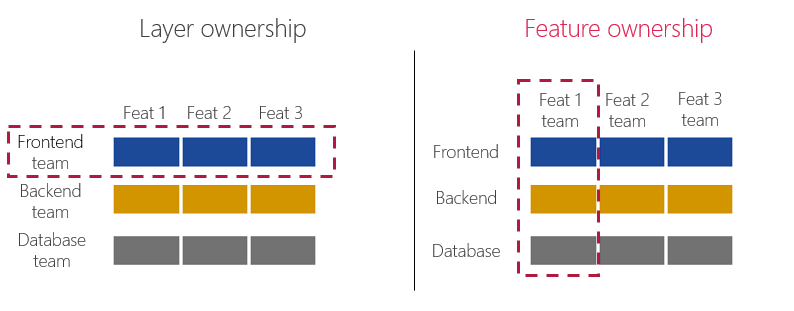 Layer ownership
Feat 1 Feat 2 Feat 3
Frontend
team
Backend
team
Database
team
Feature ownership
Feat 1
team
Feat 2
team
Feat 3
team
Frontend
Backend
Database